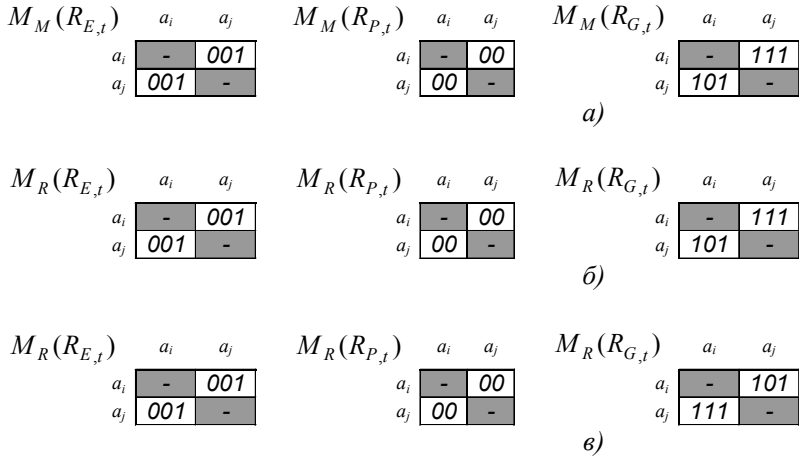 M_M(R_{E,t}) a_i a_j M_M(R_{P,t}) a_i a_j M_M(R_{G,t}) a_i a_j
a_i - 001 a_i - 00 a_i - 111
a_j 001 - a_j 00 - a_j 101 -
а)
M_R(R_{E,t}) a_i a_j M_R(R_{P,t}) a_i a_j M_R(R_{G,t}) a_i a_j
a_i - 001 a_i - 00 a_i - 111
a_j 001 - a_j 00 - a_j 101 -
б)
M_R(R_{E,t}) a_i a_j M_R(R_{P,t}) a_i a_j M_R(R_{G,t}) a_i a_j
a_i - 001 a_i - 00 a_i - 101
a_j 001 - a_j 00 - a_j 111 -
в)